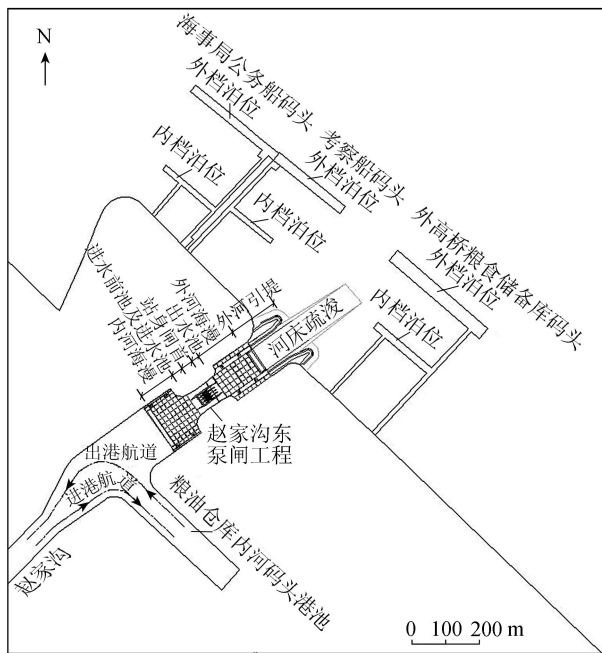 N
海事局公务船码头
外档泊位
考察船码头
外档泊位
内档泊位
内档泊位
外高桥粮食储备库码头
外档泊位
内档泊位
外河引堤
外河海漫
出水池
站身闸首
进水前池及进水池
内河海漫
河床疏浚
赵家沟东
泵闸工程
出港航道
进港航道
粮油仓库内河码头港池
赵家沟
0 100 200 m